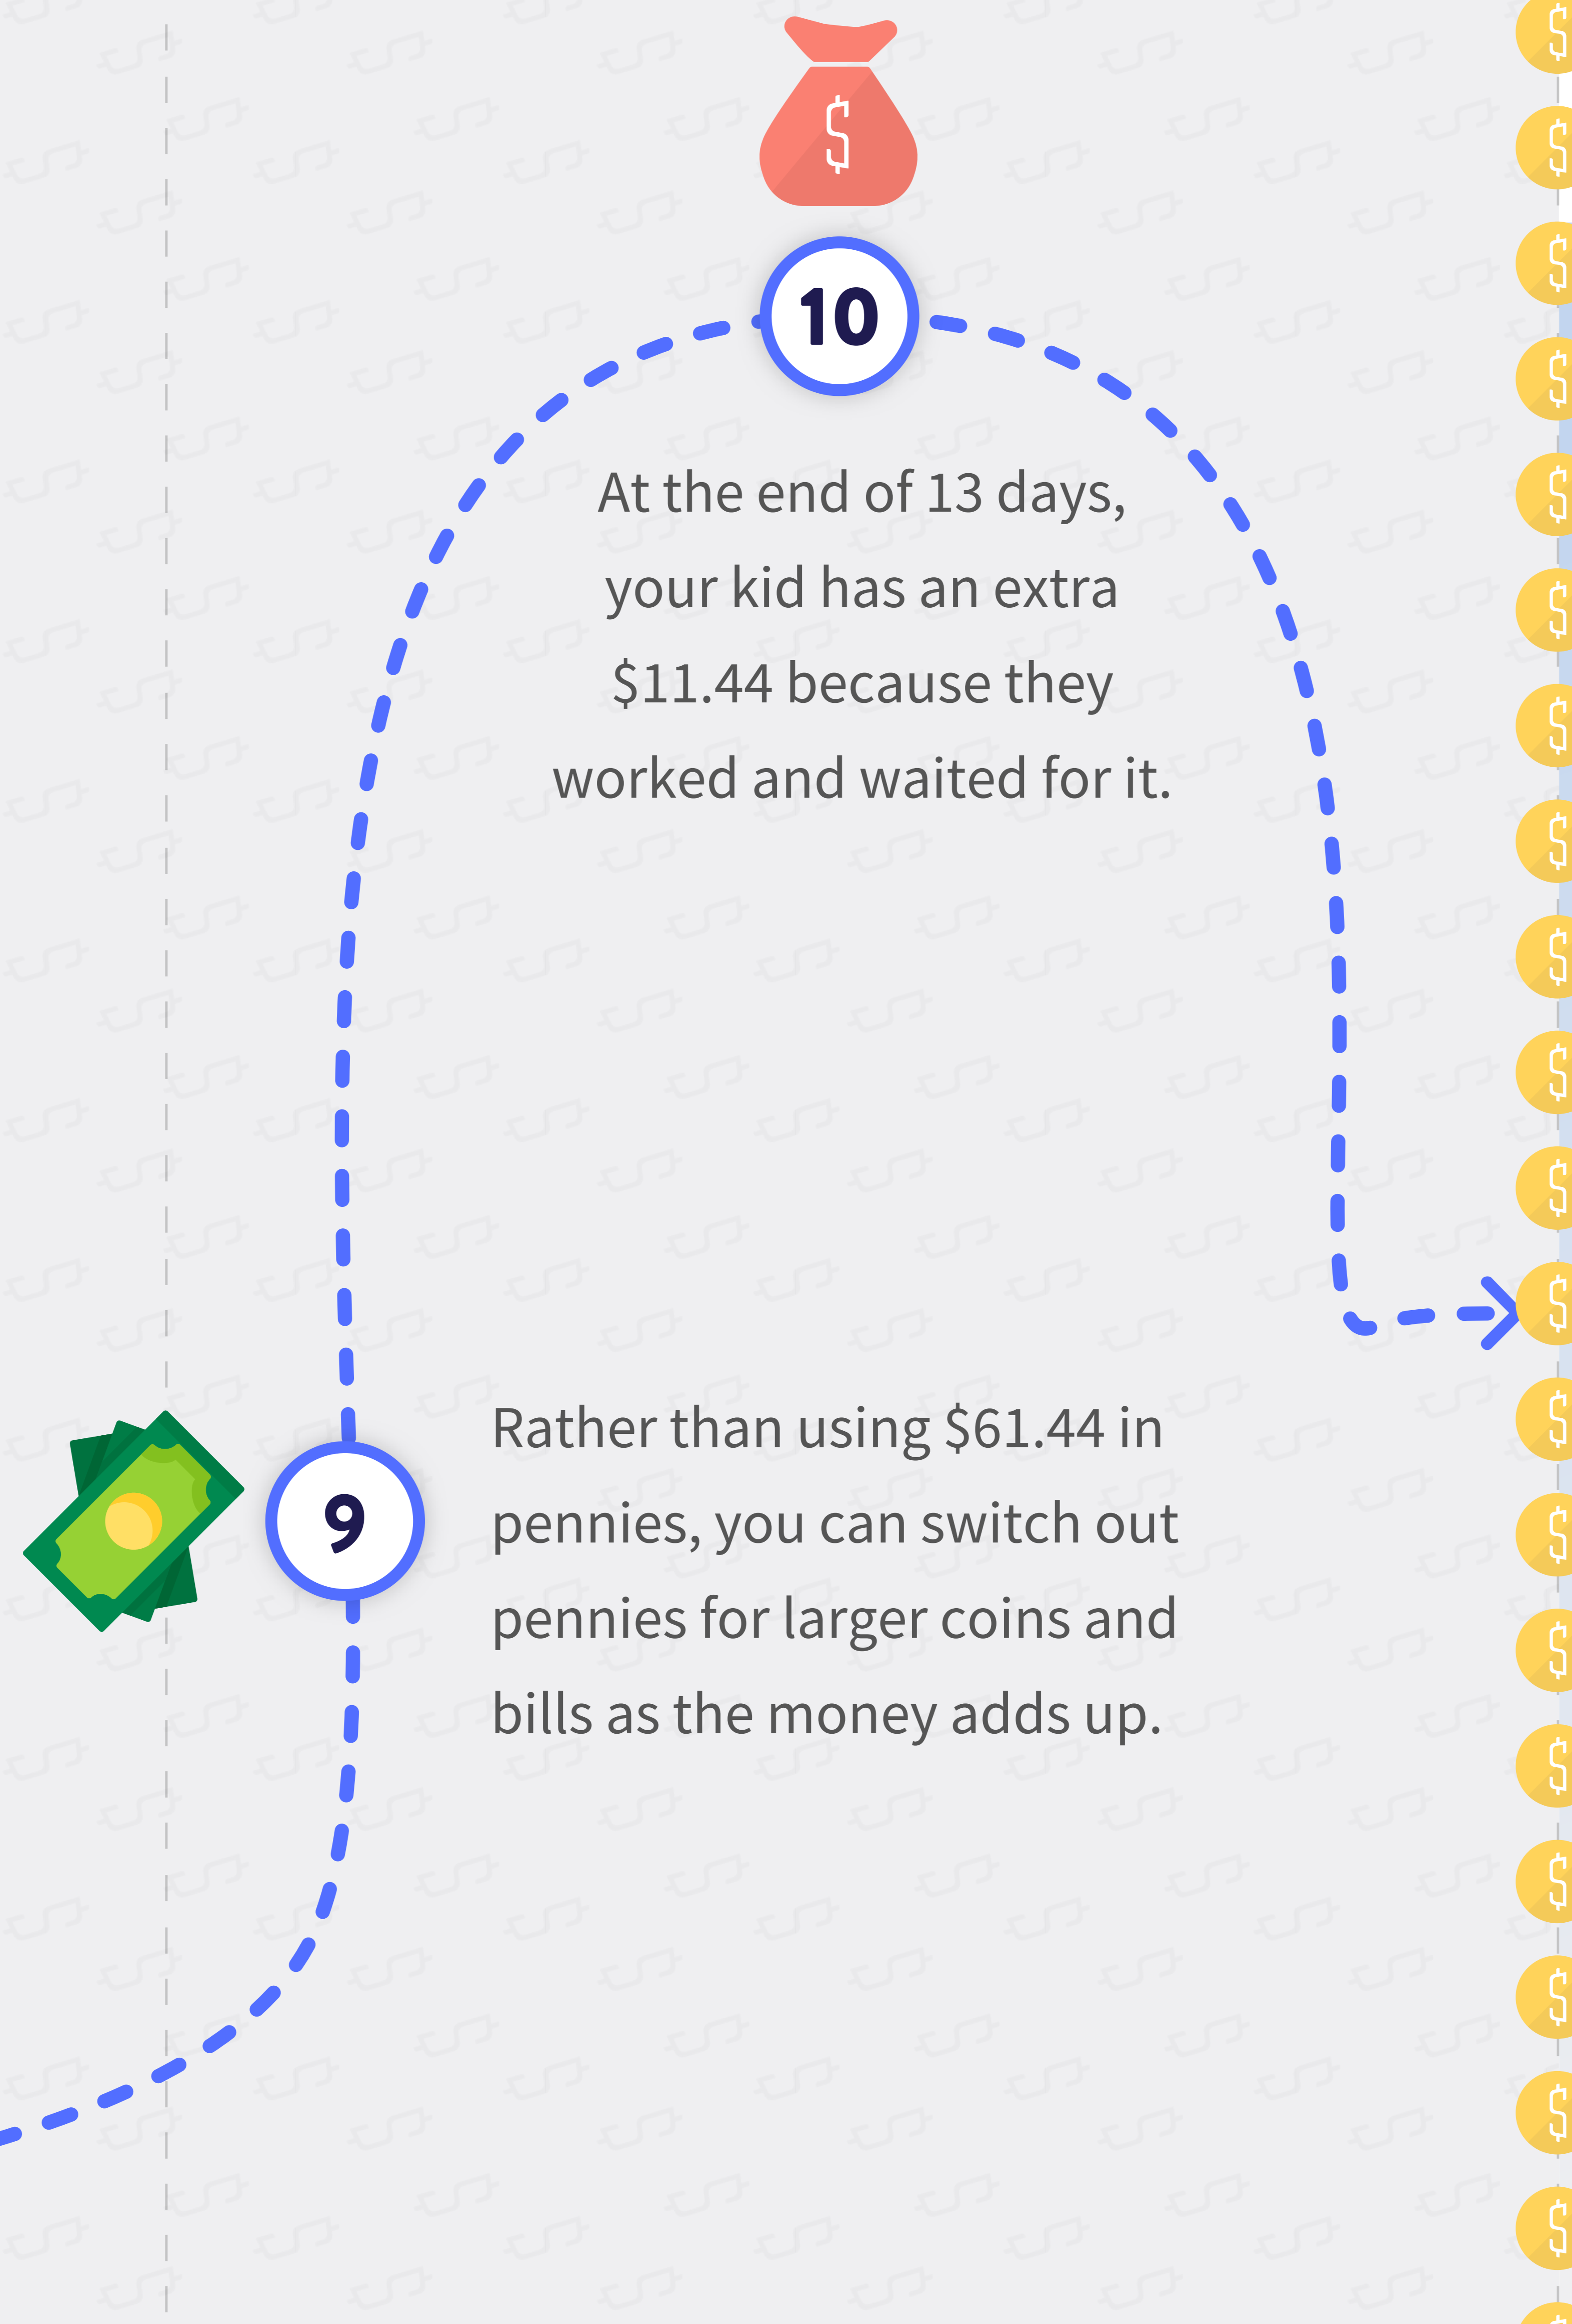 10
At the end of 13 days,
your kid has an extra
$11.44 because they
worked and waited for it.
9
Rather than using $61.44 in
pennies, you can switch out
pennies for larger coins and
bills as the money adds up.